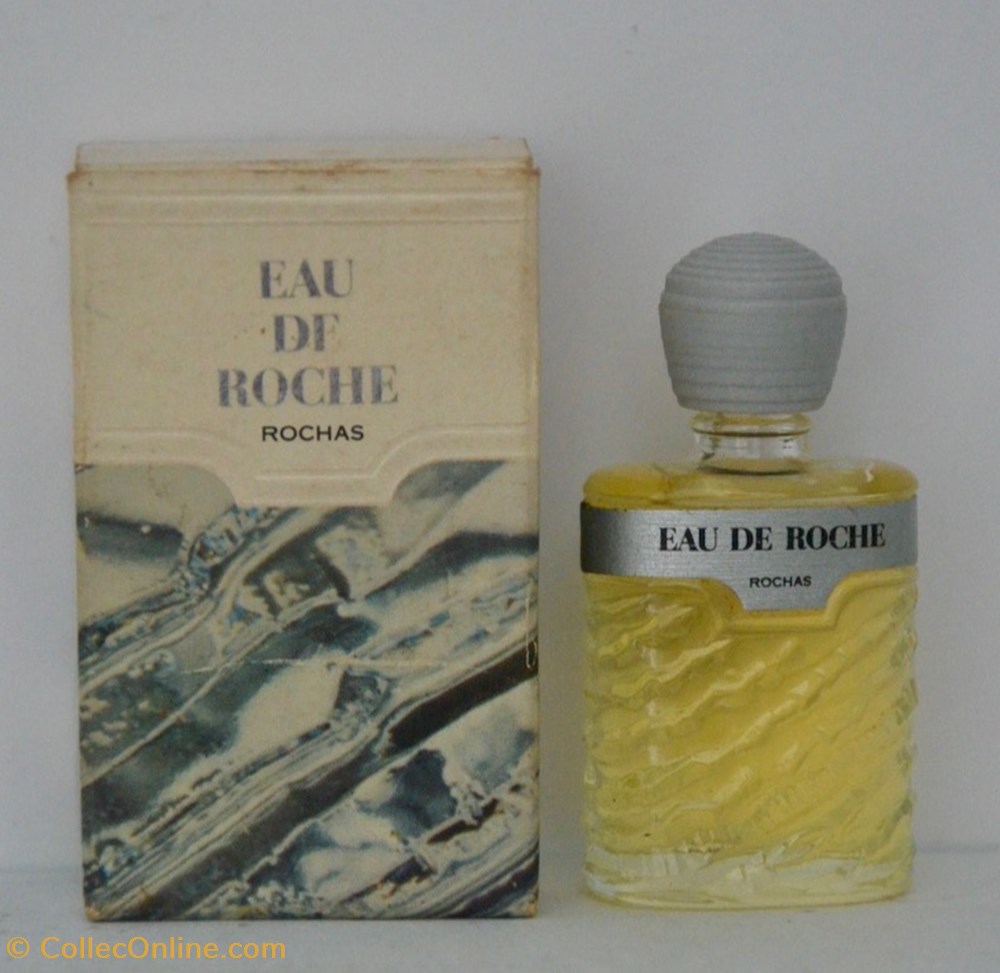 EAU
DE
ROCHE
ROCHAS
EAU DE ROCHE
ROCHAS
© CollecOnline.com